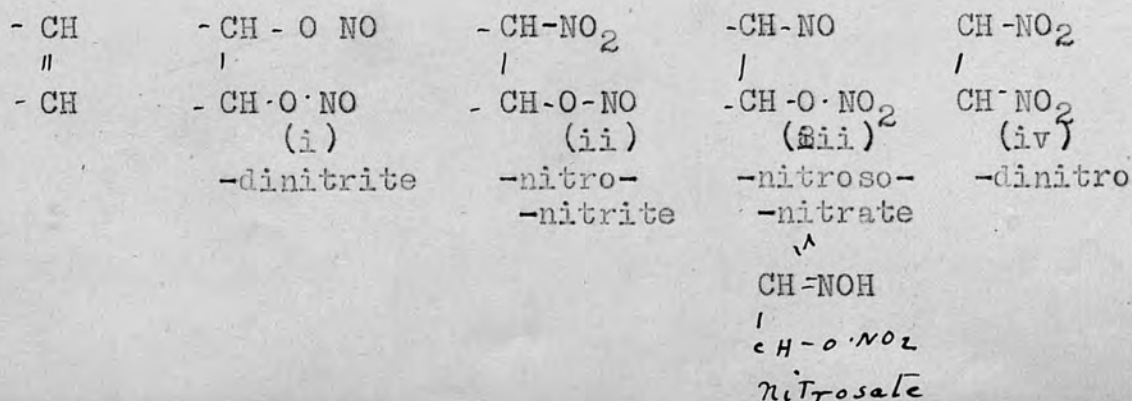 - CH   - CH - O NO   - CH-NO2   -CH-NO   CH-NO2
"   |   |   |   |
- CH   - CH·O·NO   - CH-O-NO   -CH-O·NO2   CH-NO2
(i)   (ii)   (iii)   (iv)
-dinitrite   -nitro-   -nitroso-   -dinitro
-nitrite   -nitrate
CH=NOH
|
CH-O·NO2
nitrosate